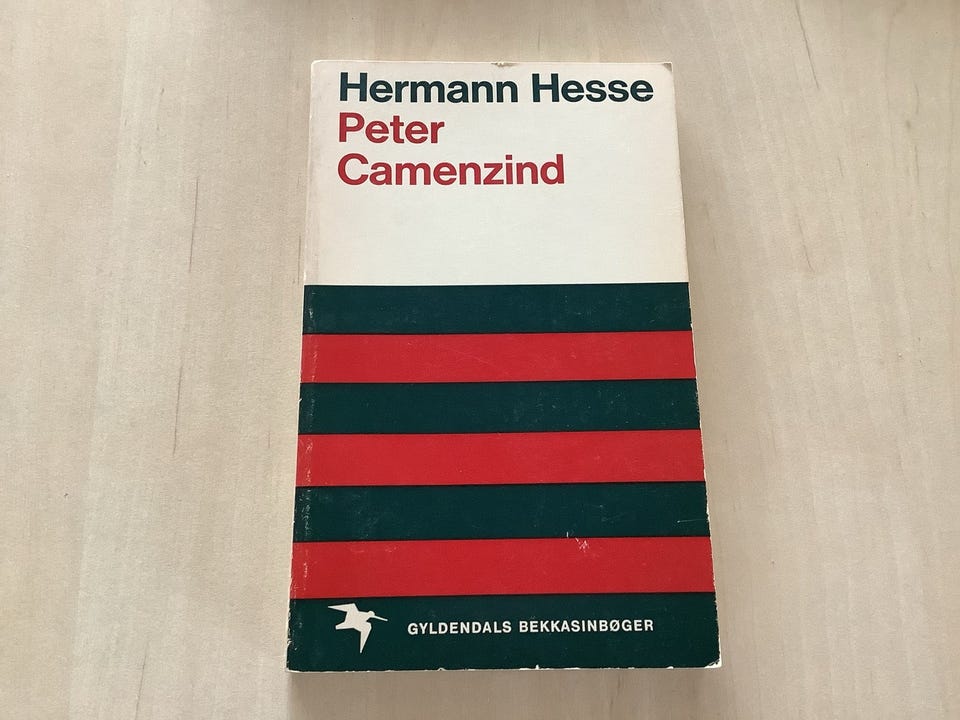 Hermann Hesse
Peter
Camenzind
GYLDENDALS BEKKASINBØGER